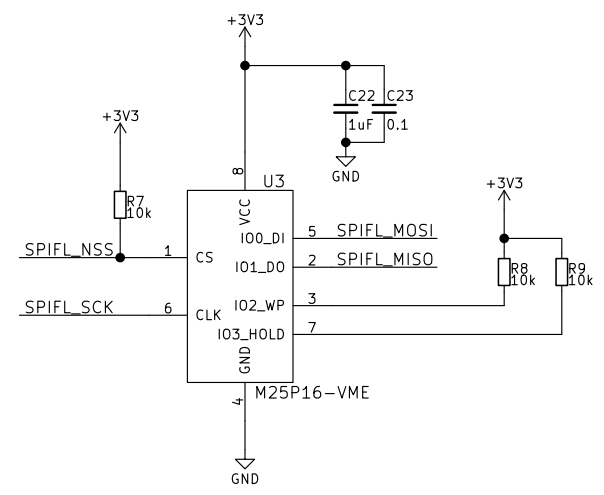 +3V3
C22
C23
1uF
0.1
GND
+3V3
R7
10k
8
U3
VCC
+3V3
SPIFL_NSS
1
CS
IO0_DI
5
SPIFL_MOSI
IO1_DO
2
SPIFL_MISO
R8
10k
R9
10k
SPIFL_SCK
6
CLK
IO2_WP
3
IO3_HOLD
7
GND
M25P16-VME
4
GND